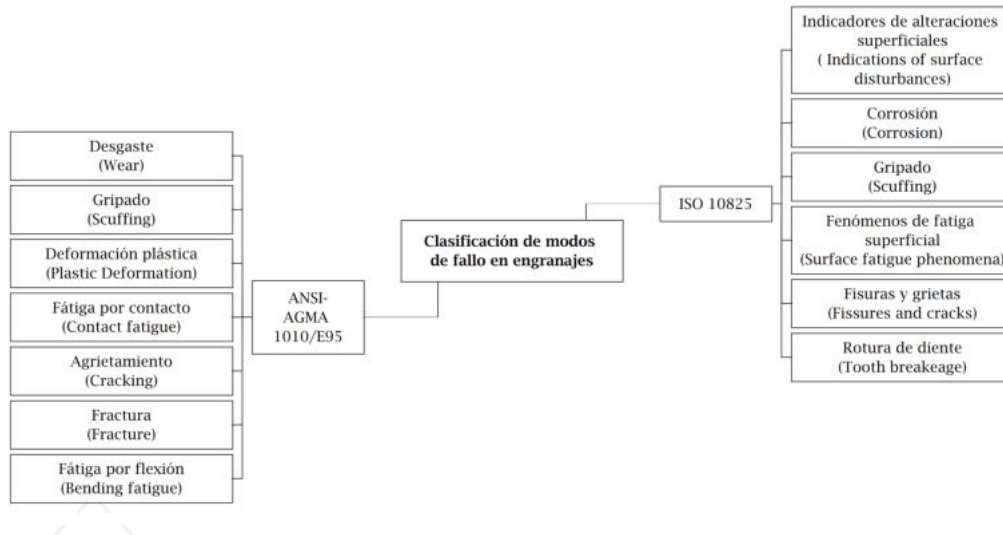 Clasificación de modos
de fallo en engranajes
ANSI-
AGMA
1010/E95
Desgaste
(Wear)
Gripado
(Scuffing)
Deformación plástica
(Plastic Deformation)
Fátiga por contacto
(Contact fatigue)
Agrietamiento
(Cracking)
Fractura
(Fracture)
Fátiga por flexión
(Bending fatigue)
ISO 10825
Indicadores de alteraciones
superficiales
( Indications of surface
disturbances)
Corrosión
(Corrosion)
Gripado
(Scuffing)
Fenómenos de fatiga
superficial
(Surface fatigue phenomena)
Fisuras y grietas
(Fissures and cracks)
Rotura de diente
(Tooth breakeage)